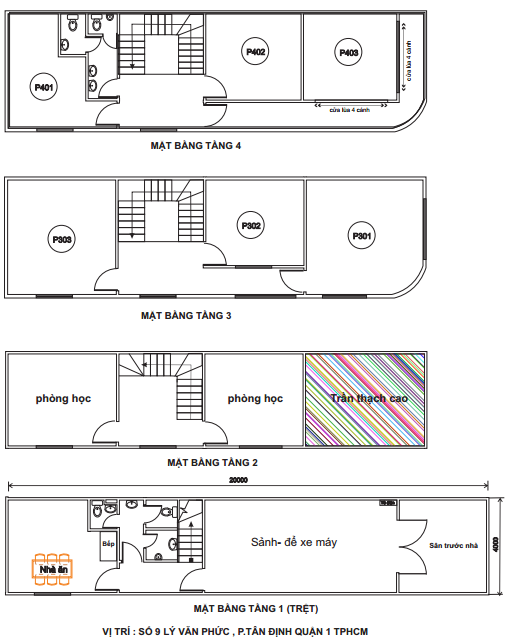 P401
P402
P403
cửa lùa 4 cánh
cửa lùa 4 cánh
MẶT BẰNG TẦNG 4
P303
P302
P301
MẶT BẰNG TẦNG 3
phòng học
phòng học
Trần thạch cao
MẶT BẰNG TẦNG 2
20000
Bếp
Nhà ăn
Sảnh- để xe máy
Sân trước nhà
4000
MẶT BẰNG TẦNG 1 (TRỆT)
VỊ TRÍ : SỐ 9 LÝ VĂN PHỨC , P.TÂN ĐỊNH QUẬN 1 TPHCM